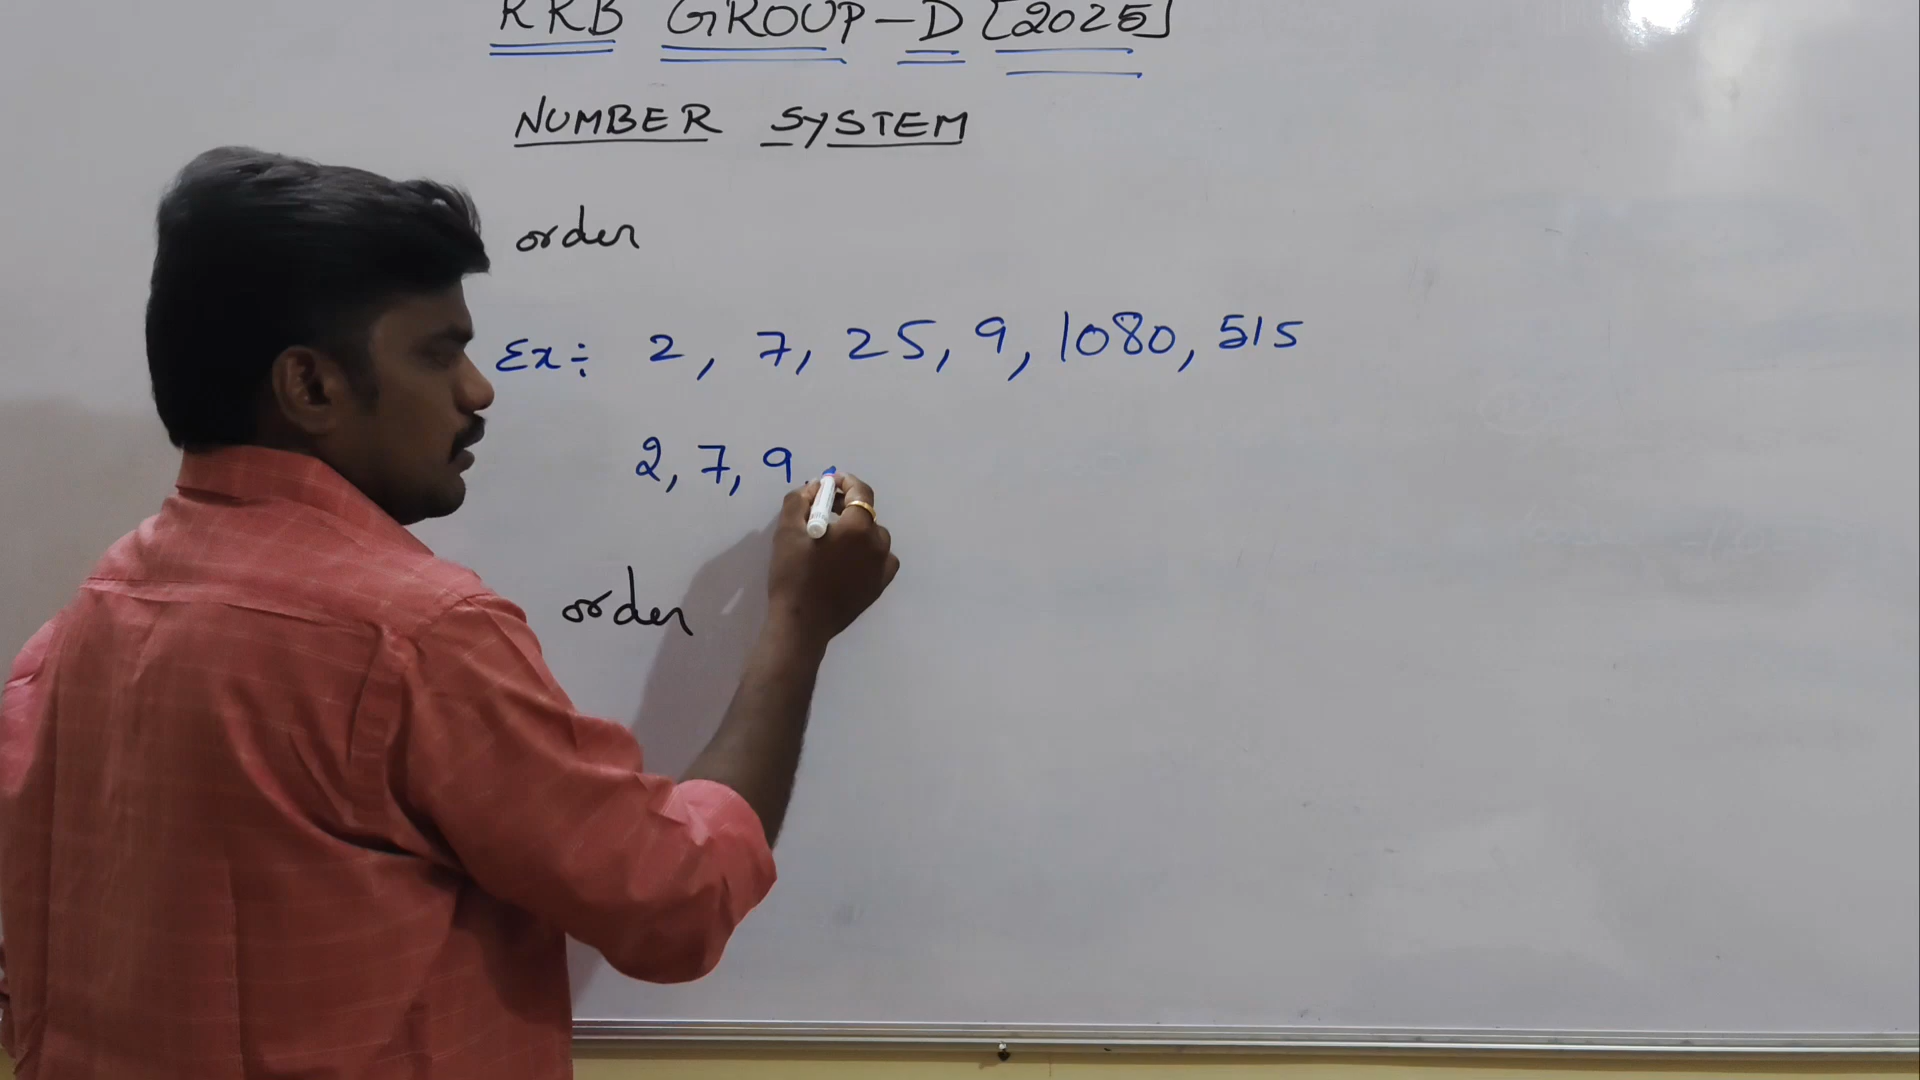 RRB GROUP-D [2025]
NUMBER SYSTEM
order
Ex÷ 2, 7, 25, 9, 1080, 515
2, 7, 9,
order